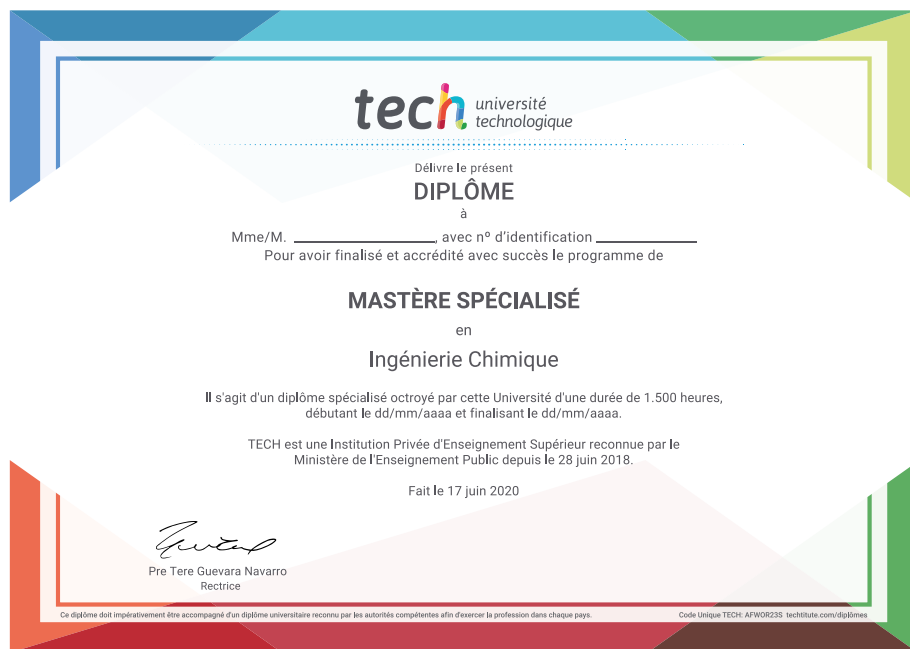 tech université
technologique
Délivre le présent
DIPLÔME
à
Mme/M. ____________________, avec nº d'identification ______________
Pour avoir finalisé et accrédité avec succès le programme de
MASTÈRE SPÉCIALISÉ
en
Ingénierie Chimique
Il s'agit d'un diplôme spécialisé octroyé par cette Université d'une durée de 1.500 heures,
débutant le dd/mm/aaaa et finalisant le dd/mm/aaaa.
TECH est une Institution Privée d'Enseignement Supérieur reconnue par le
Ministère de l'Enseignement Public depuis le 28 juin 2018.
Fait le 17 juin 2020
Pre Tere Guevara Navarro
Rectrice
Ce diplôme doit impérativement être accompagné d'un diplôme universitaire reconnu par les autorités compétentes afin d'exercer la profession dans chaque pays.
Code Unique TECH: AFWOR23S techtitute.com/diplômes